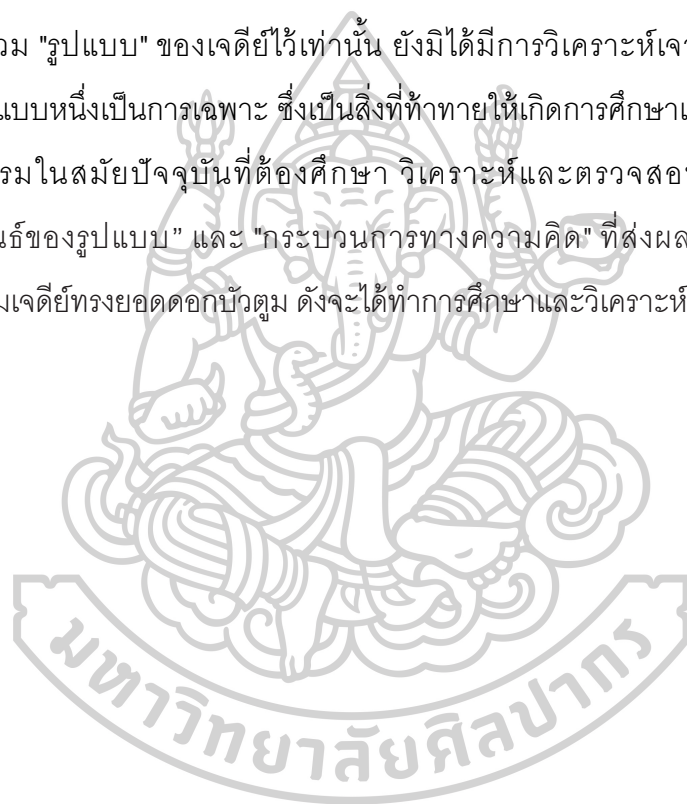 วม "รูปแบบ" ของเจดีย์ไว้เท่านั้น ยังมิได้มีการวิเคราะห์เจา
แบบหนึ่งเป็นการเฉพาะ ซึ่งเป็นสิ่งที่ท้าทายให้เกิดการศึกษาแ
รมในสมัยปัจจุบันที่ต้องศึกษา วิเคราะห์และตรวจสอบ
นธ์ของรูปแบบ” และ "กระบวนการทางความคิด" ที่ส่งผล
มเจดีย์ทรงยอดดอกบัวตูม ดังจะได้ทำการศึกษาและวิเคราะห์
มหาวิทยาลัยศิลปากร